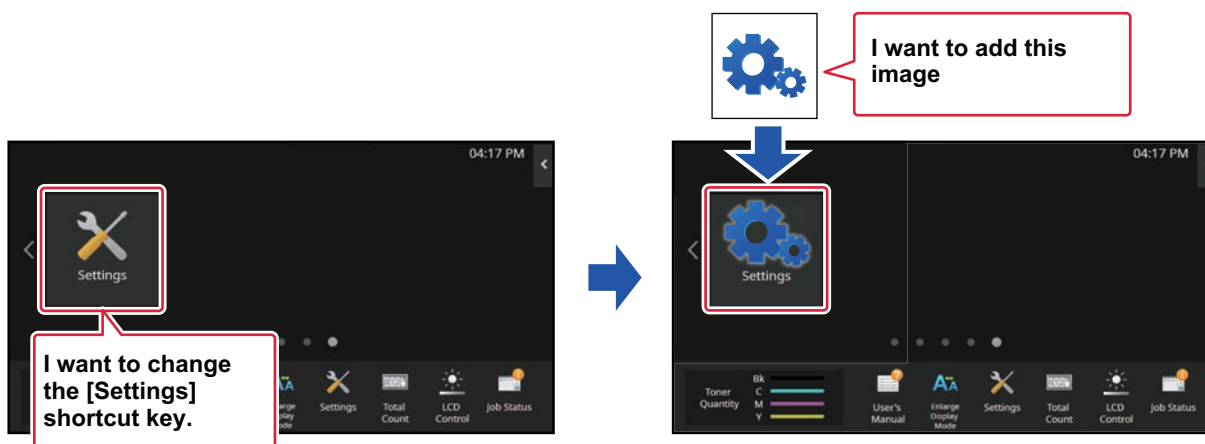 I want to add this
image
04:17 PM
Settings
I want to change
the [Settings]
shortcut key.
Settings
Total
Count
LCD
Control
Job Status
04:17 PM
Settings
Toner
Quantity
Bk
C
M
Y
User's
Manual
Enlarge
Display
Mode
Settings
Total
Count
LCD
Control
Job Status